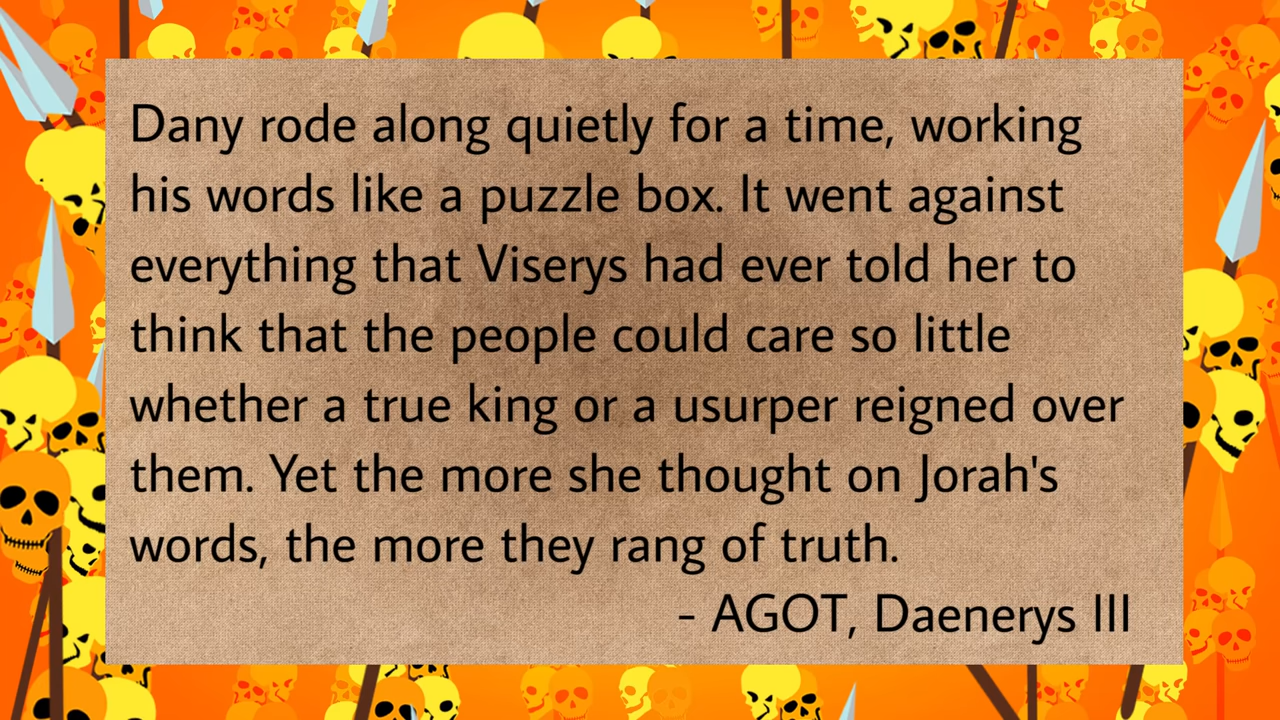 Dany rode along quietly for a time, working
his words like a puzzle box. It went against
everything that Viserys had ever told her to
think that the people could care so little
whether a true king or a usurper reigned over
them. Yet the more she thought on Jorah's
words, the more they rang of truth.
- AGOT, Daenerys III